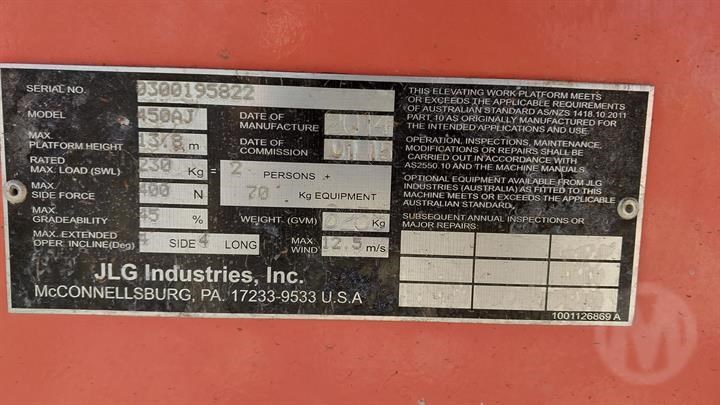 SERIAL NO. 0300195822
MODEL 450AJ DATE OF MANUFACTURE
MAX. PLATFORM HEIGHT 13.8 m DATE OF COMMISSION
RATED MAX. LOAD (SWL) 230 Kg = 2 PERSONS +
MAX. SIDE FORCE 400 N 70 Kg EQUIPMENT
MAX. GRADEABILITY 45 % WEIGHT. (GVM) Kg
MAX. EXTENDED OPER. INCLINE(Deg) 4 SIDE 4 LONG MAX. WIND 12.5 m/s
JLG Industries, Inc.
McCONNELLSBURG, PA. 17233-9533 U.S.A
THIS ELEVATING WORK PLATFORM MEETS
OR EXCEEDS THE APPLICABLE REQUIREMENTS
OF AUSTRALIAN STANDARD AS/NZS 1418.10.2011
PART.10 AS ORIGINALLY MANUFACTURED FOR
THE INTENDED APPLICATIONS AND USE.
OPERATION, INSPECTIONS, MAINTENANCE,
MODIFICATIONS OR REPAIRS SHALL BE
CARRIED OUT IN ACCORDANCE WITH
AS2550.10 AND THE MACHINE MANUALS.
OPTIONAL EQUIPMENT AVAILABLE FROM JLG
INDUSTRIES (AUSTRALIA) AS FITTED TO THIS
MACHINE MEETS OR EXCEEDS THE APPLICABLE
AUSTRALIAN STANDARD.
SUBSEQUENT ANNUAL INSPECTIONS OR
MAJOR REPAIRS:
1001126869 A
M